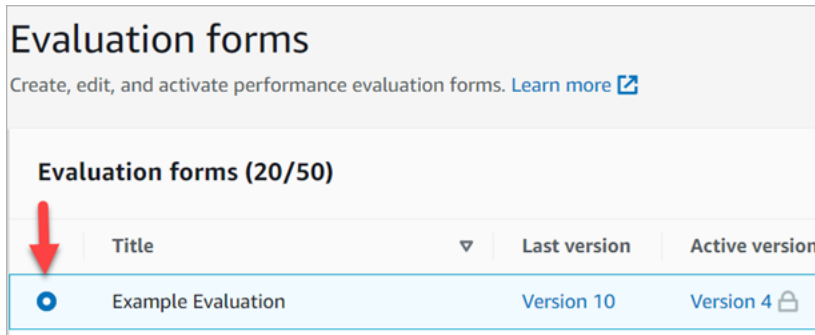 Evaluation forms
Create, edit, and activate performance evaluation forms. Learn more
Evaluation forms (20/50)
Title Last version Active version
Example Evaluation Version 10 Version 4